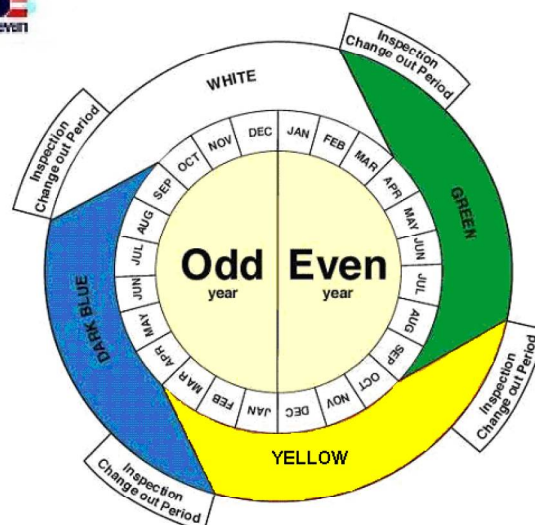 even
WHITE
Inspection
Change out Period
GREEN
Inspection
Change out Period
YELLOW
Inspection
Change out Period
DARK BLUE
Inspection
Change out Period
JAN
FEB
MAR
APR
MAY
JUN
JUL
AUG
SEP
OCT
NOV
DEC
JAN
FEB
MAR
APR
MAY
JUN
JUL
AUG
SEP
OCT
NOV
DEC
Odd
year
Even
year